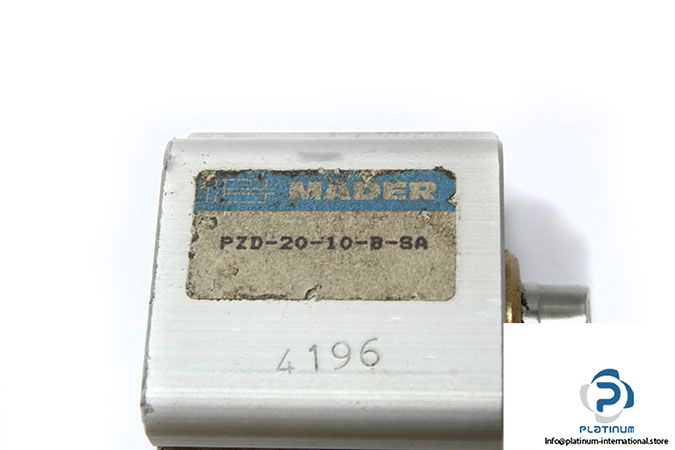 MADER
PZD-20-10-B-SA
4196
PLATINUM
Info@platinum-international.store